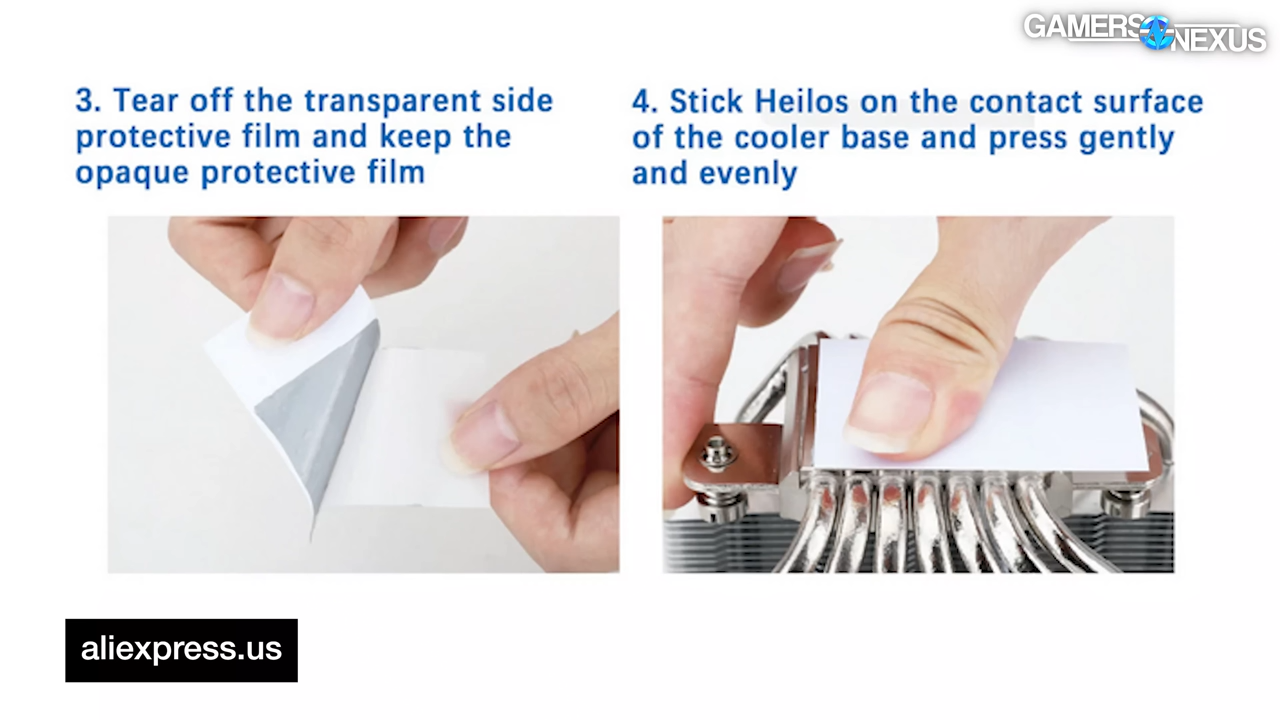 GAMERS NEXUS
3. Tear off the transparent side
protective film and keep the
opaque protective film
4. Stick Heilos on the contact surface
of the cooler base and press gently
and evenly
aliexpress.us